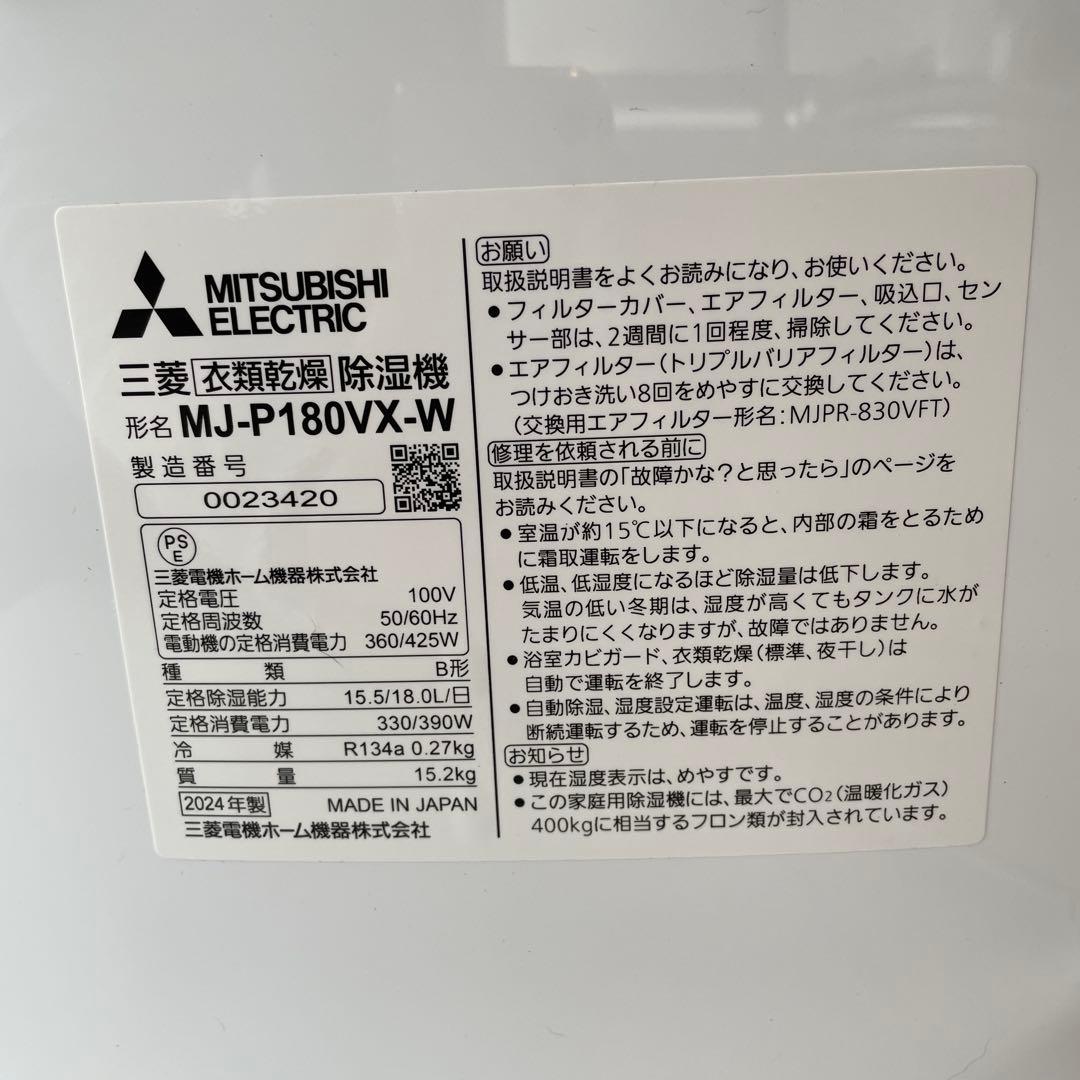 MITSUBISHI
ELECTRIC
三菱 衣類乾燥 除湿機
形名 MJ-P180VX-W
製造番号
0023420
PS
E
三菱電機ホーム機器株式会社
定格電圧 100V
定格周波数 50/60Hz
電動機の定格消費電力 360/425W
種類 B形
定格除湿能力 15.5/18.0L/日
定格消費電力 330/390W
冷媒 R134a 0.27kg
質量 15.2kg
2024年製 MADE IN JAPAN
三菱電機ホーム機器株式会社
お願い
取扱説明書をよくお読みになり、お使いください。
●フィルターカバー、エアフィルター、吸込口、セン
サー部は、2週間に1回程度、掃除してください。
●エアフィルター(トリプルバリアフィルター)は、
つけおき洗い8回をめやすに交換してください。
(交換用エアフィルター形名:MJPR-830VFT)
修理を依頼される前に
取扱説明書の「故障かな?と思ったら」のページを
お読みください。
●室温が約15℃以下になると、内部の霜をとるため
に霜取運転をします。
●低温、低湿度になるほど除湿量は低下します。
気温の低い冬期は、湿度が高くてもタンクに水が
たまりにくくなりますが、故障ではありません。
●浴室カビガード、衣類乾燥(標準、夜干し)は
自動で運転を終了します。
●自動除湿、湿度設定運転は、温度、湿度の条件により
断続運転するため、運転を停止することがあります。
お知らせ
●現在湿度表示は、めやすです。
●この家庭用除湿機には、最大でCO2(温暖化ガス)
400kgに相当するフロン類が封入されています。